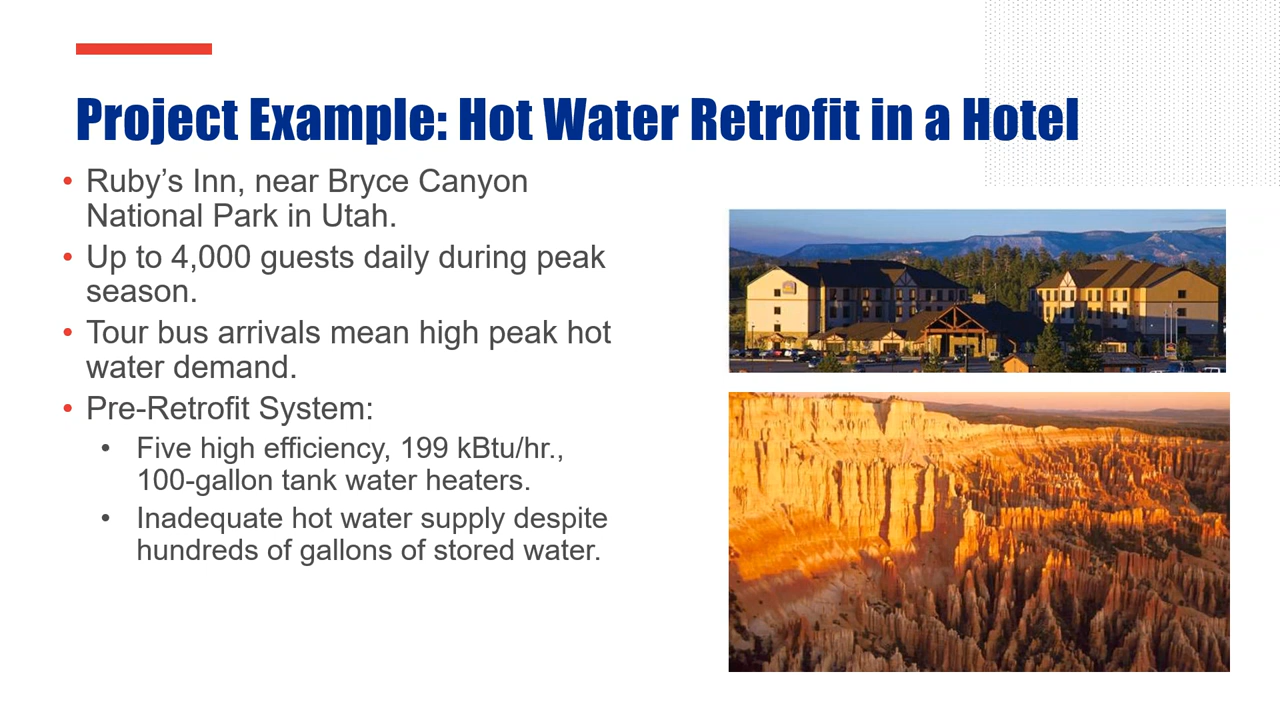 Project Example: Hot Water Retrofit in a Hotel
• Ruby’s Inn, near Bryce Canyon
National Park in Utah.
• Up to 4,000 guests daily during peak
season.
• Tour bus arrivals mean high peak hot
water demand.
• Pre-Retrofit System:
• Five high efficiency, 199 kBtu/hr.,
100-gallon tank water heaters.
• Inadequate hot water supply despite
hundreds of gallons of stored water.